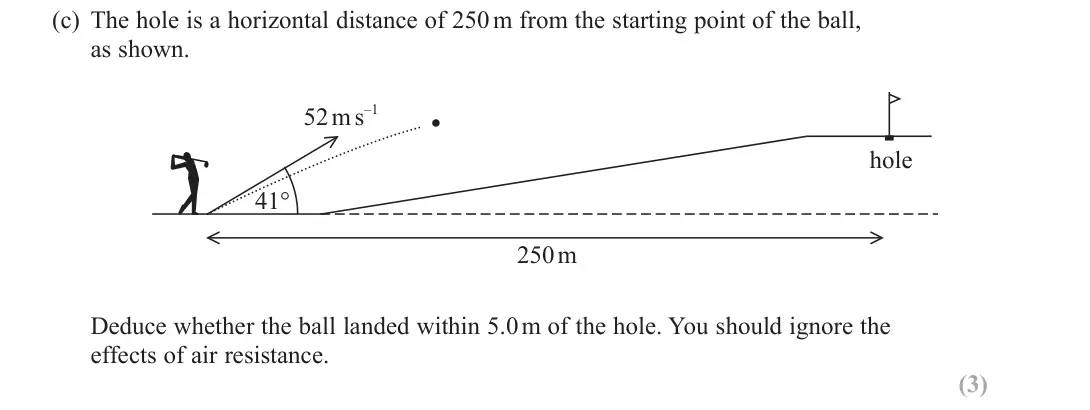 (c) The hole is a horizontal distance of 250 m from the starting point of the ball,
as shown.
52 m s⁻¹
hole
41°
250 m
Deduce whether the ball landed within 5.0 m of the hole. You should ignore the
effects of air resistance.
(3)